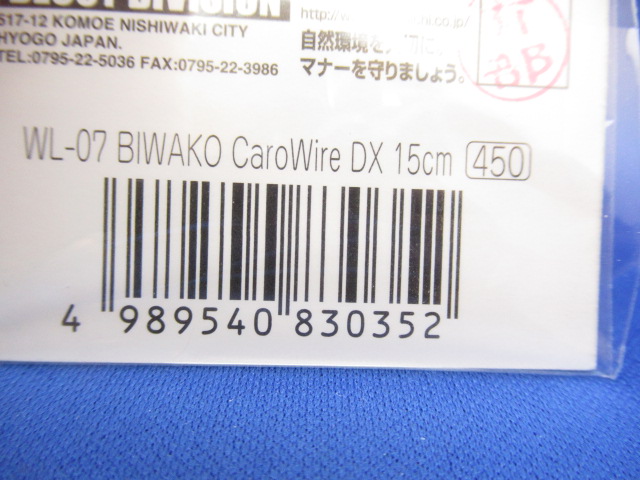 DIVISION
517-12 KOMOE NISHIWAKI CITY
HYOGO JAPAN.
TEL:0795-22-5036 FAX:0795-22-3986
自然環境を
マナーを守りましょう。
WL-07 BIWAKO CaroWire DX 15cm 450
4 989540 830352